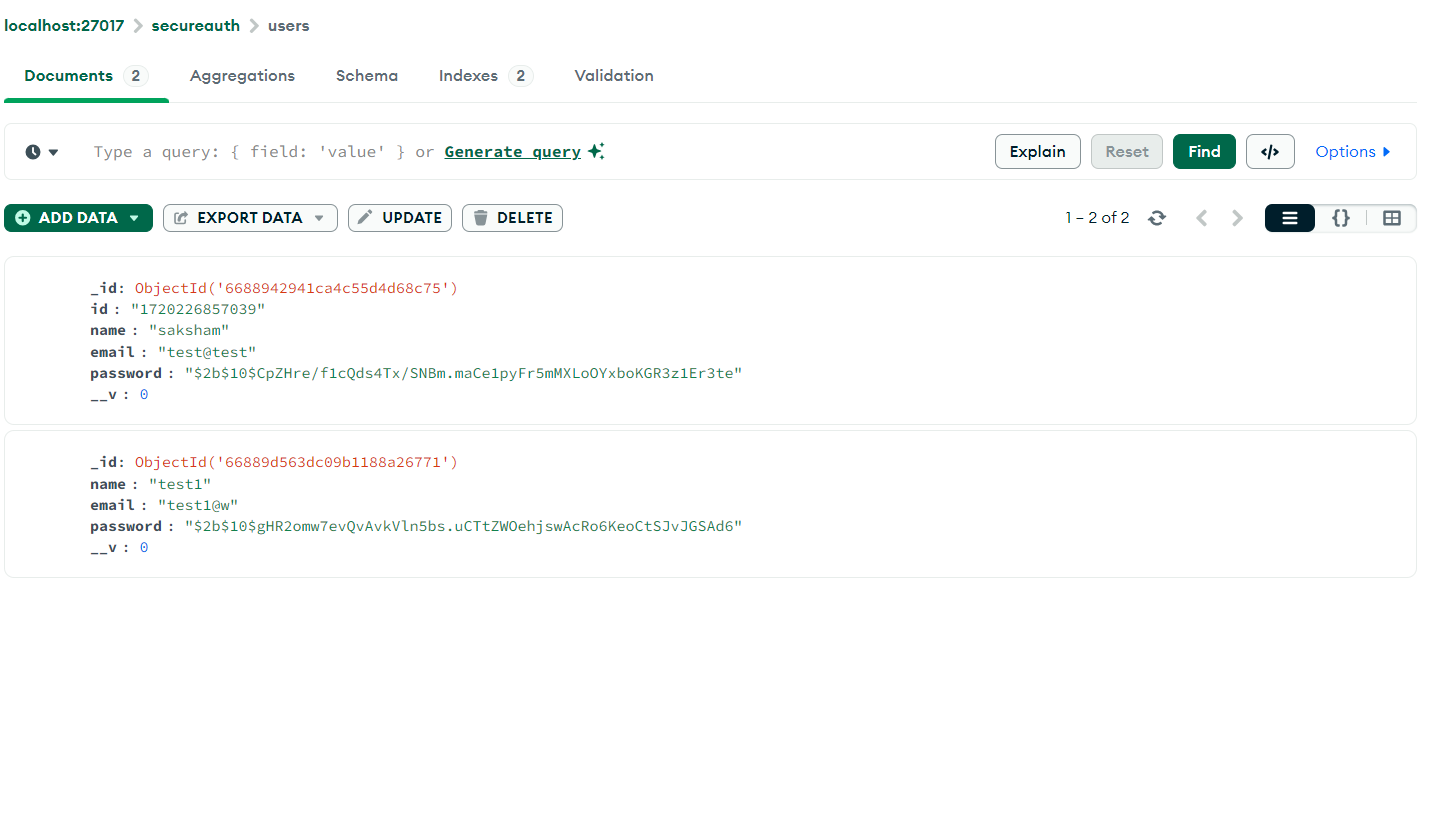 localhost:27017 > secureauth > users
Documents 2 Aggregations Schema Indexes 2 Validation
Type a query: { field: 'value' } or Generate query Explain Reset Find </> Options
ADD DATA EXPORT DATA UPDATE DELETE 1 – 2 of 2 {}
_id: ObjectId('6688942941ca4c55d4d68c75')
id : "1720226857039"
name : "saksham"
email : "test@test"
password : "$2b$10$CpZHre/f1cQds4Tx/SNBm.maCe1pyFr5mMXLoOYxboKGR3z1Er3te"
__v : 0
_id: ObjectId('66889d563dc09b1188a26771')
name : "test1"
email : "test1@w"
password : "$2b$10$gHR2omw7evQvAvkVln5bs.uCTtZWOehjswAcRo6KeoCtSJvJGSAd6"
__v : 0